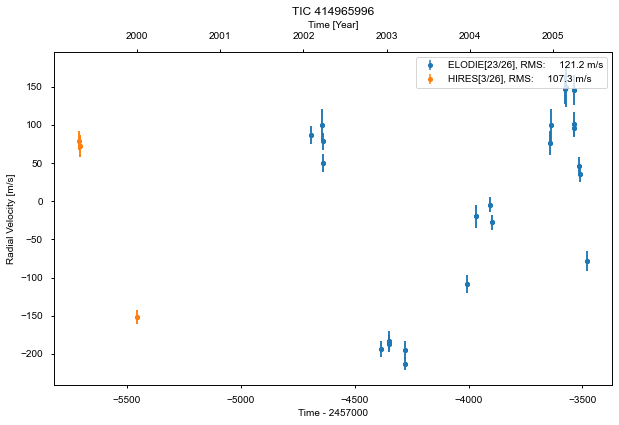 TIC 414965996
Time [Year]
2000 2001 2002 2003 2004 2005
ELODIE[23/26], RMS: 121.2 m/s
HIRES[3/26], RMS: 107.3 m/s
Radial Velocity [m/s]
150
100
50
0
−50
−100
−150
−200
−5500 −5000 −4500 −4000 −3500
Time - 2457000